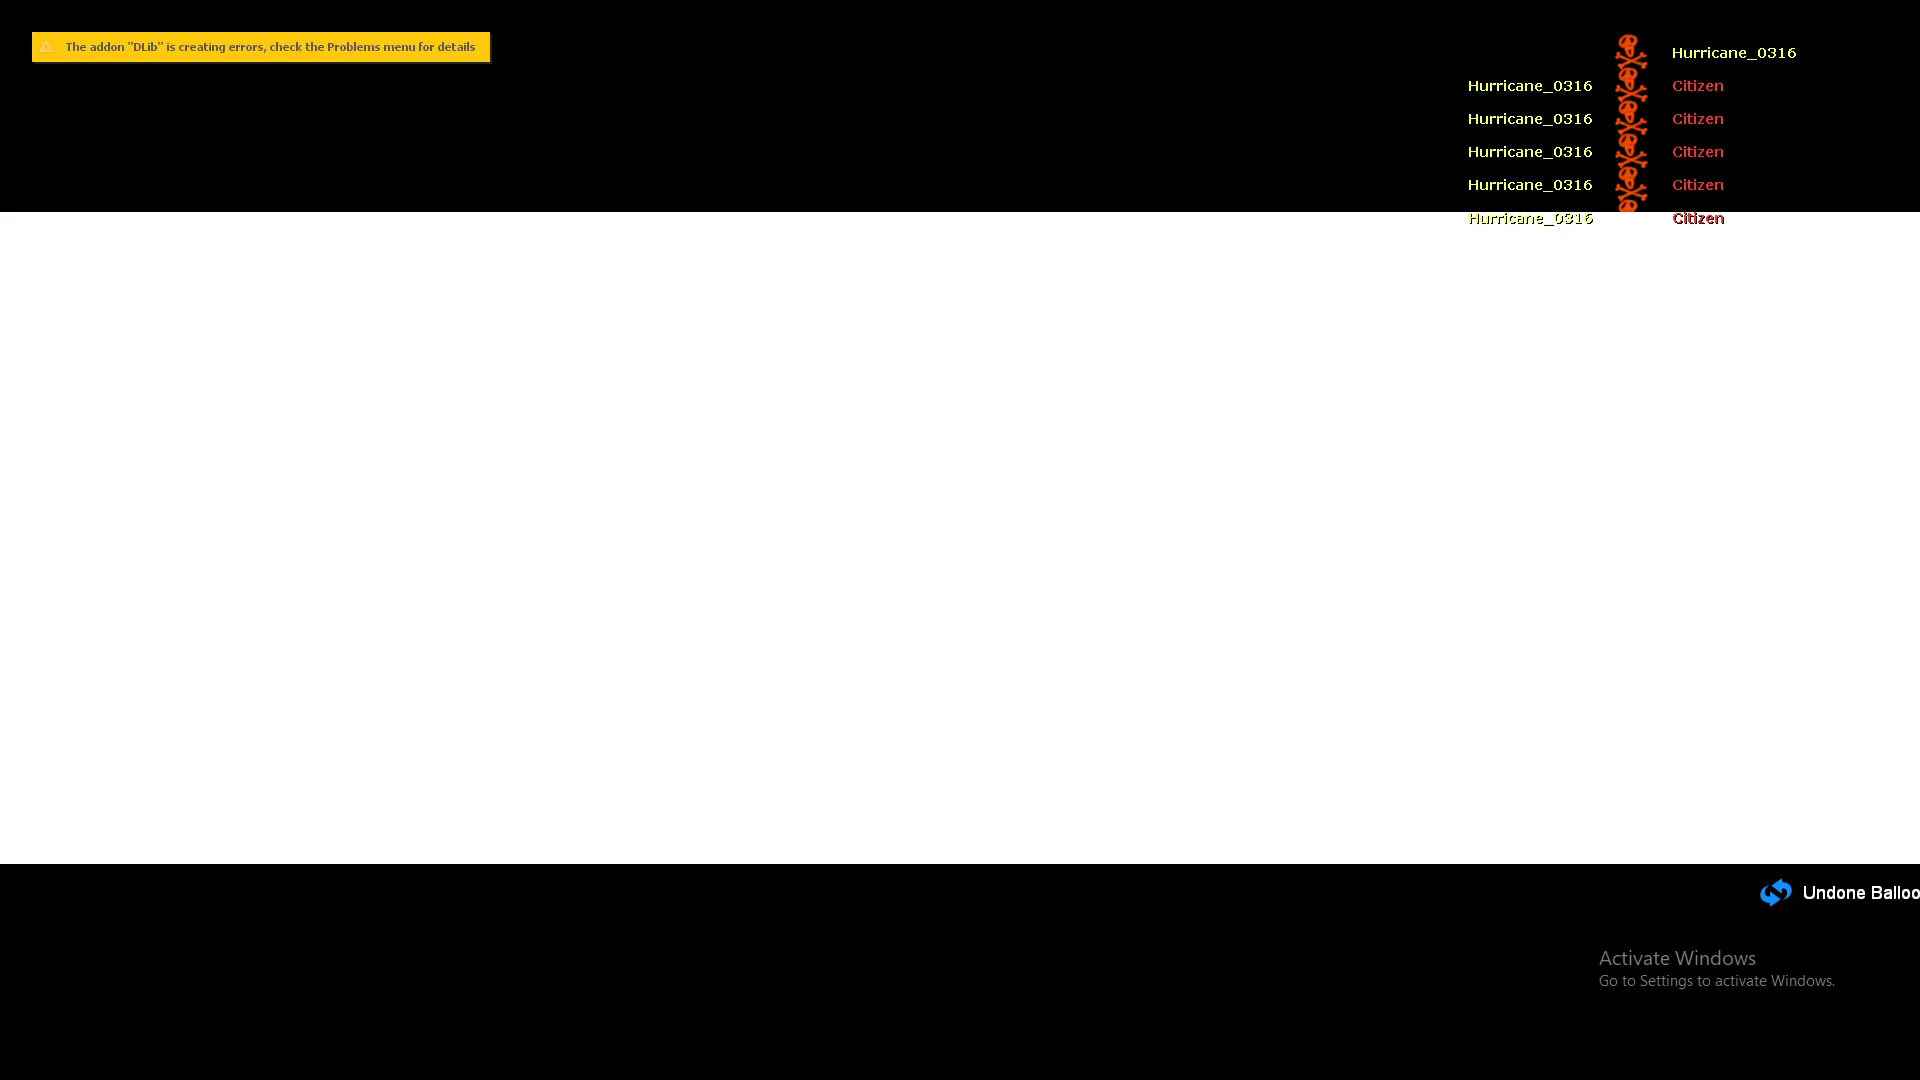 The addon "DLib" is creating errors, check the Problems menu for details
Hurricane_0316
Hurricane_0316 Citizen
Hurricane_0316 Citizen
Hurricane_0316 Citizen
Hurricane_0316 Citizen
Hurricane_0316 Citizen
Undone Balloo
Activate Windows
Go to Settings to activate Windows.